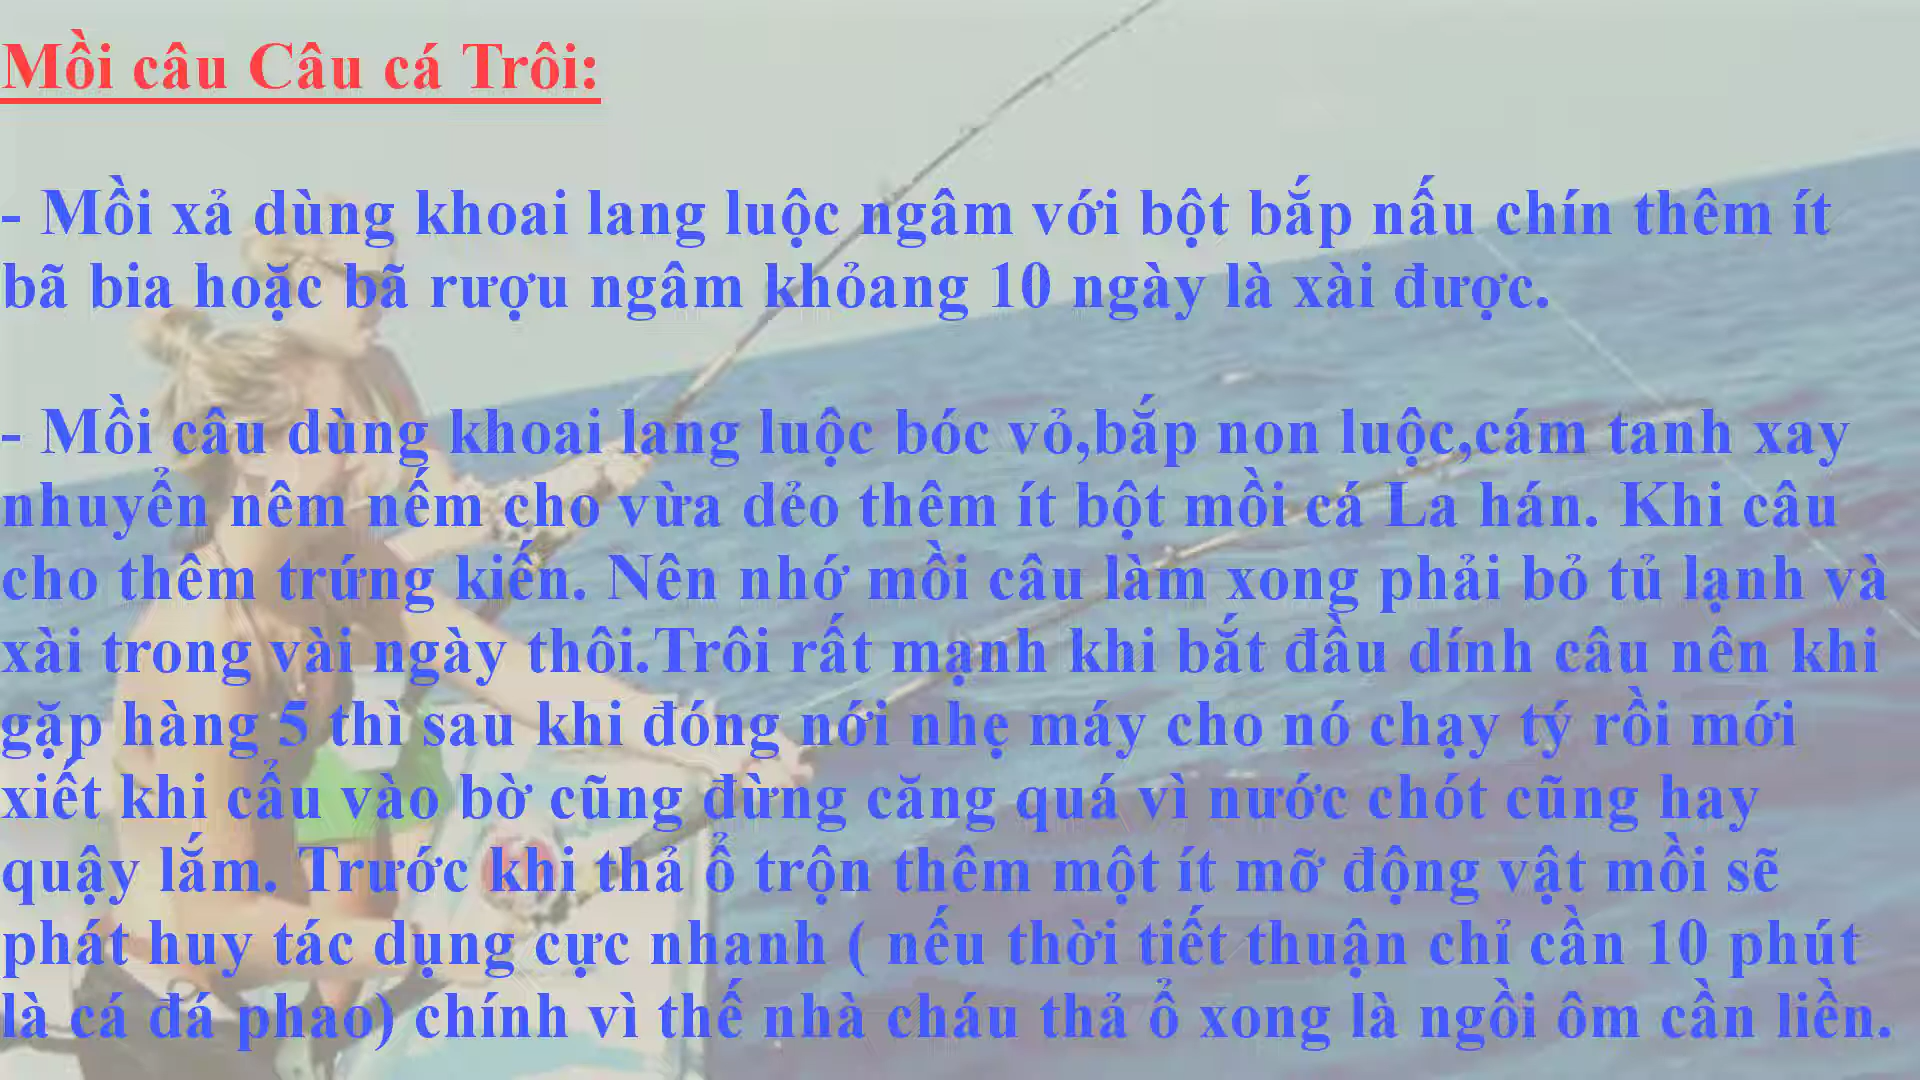 Mồi câu Câu cá Trôi:
- Mồi xả dùng khoai lang luộc ngâm với bột bắp nấu chín thêm ít
bã bia hoặc bã rượu ngâm khỏang 10 ngày là xài được.
- Mồi câu dùng khoai lang luộc bóc vỏ,bắp non luộc,cám tanh xay
nhuyển nêm nếm cho vừa dẻo thêm ít bột mồi cá La hán. Khi câu
cho thêm trứng kiến. Nên nhớ mồi câu làm xong phải bỏ tủ lạnh và
xài trong vài ngày thôi.Trôi rất mạnh khi bắt đầu dính câu nên khi
gặp hàng 5 thì sau khi đóng nới nhẹ máy cho nó chạy tý rồi mới
xiết khi cẩu vào bờ cũng đừng căng quá vì nước chót cũng hay
quậy lắm. Trước khi thả ổ trộn thêm một ít mỡ động vật mồi sẽ
phát huy tác dụng cực nhanh ( nếu thời tiết thuận chỉ cần 10 phút
là cá đá phao) chính vì thế nhà cháu thả ổ xong là ngồi ôm cần liền.